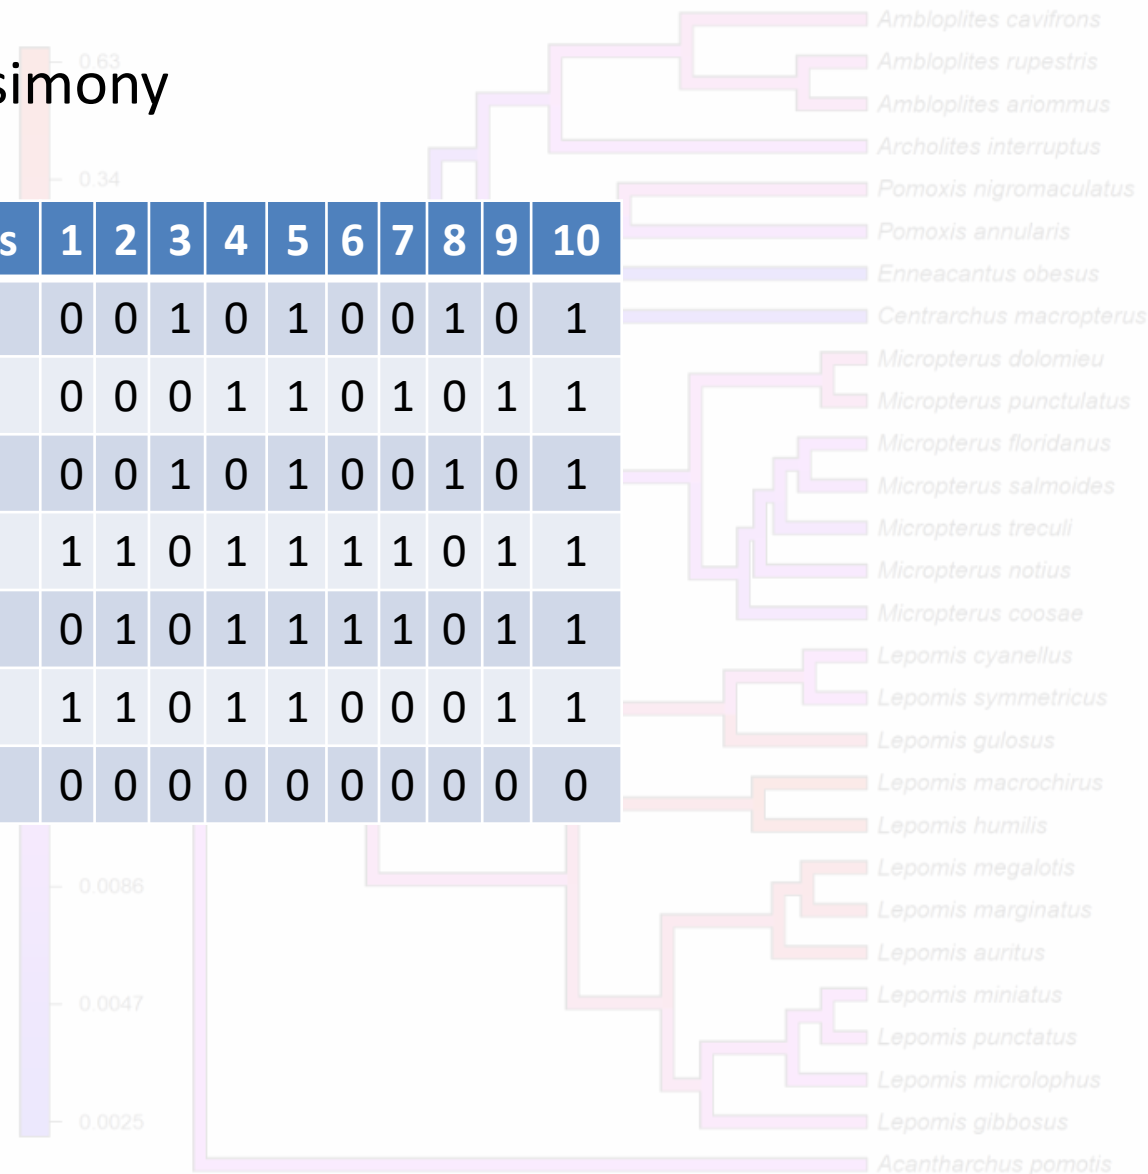 0.63
simony
0.34
s 1 2 3 4 5 6 7 8 9 10
0 0 1 0 1 0 0 1 0 1
0 0 0 1 1 0 1 0 1 1
0 0 1 0 1 0 0 1 0 1
1 1 0 1 1 1 1 0 1 1
0 1 0 1 1 1 1 0 1 1
1 1 0 1 1 0 0 0 1 1
0 0 0 0 0 0 0 0 0 0
0.0086
0.0047
0.0025
Ambloplites cavifrons
Ambloplites rupestris
Ambloplites ariommus
Archolites interruptus
Pomoxis nigromaculatus
Pomoxis annularis
Enneacantus obesus
Centrarchus macropterus
Micropterus dolomieu
Micropterus punctulatus
Micropterus floridanus
Micropterus salmoides
Micropterus treculi
Micropterus notius
Micropterus coosae
Lepomis cyanellus
Lepomis symmetricus
Lepomis gulosus
Lepomis macrochirus
Lepomis humilis
Lepomis megalotis
Lepomis marginatus
Lepomis auritus
Lepomis miniatus
Lepomis punctatus
Lepomis microlophus
Lepomis gibbosus
Acantharchus pomotis